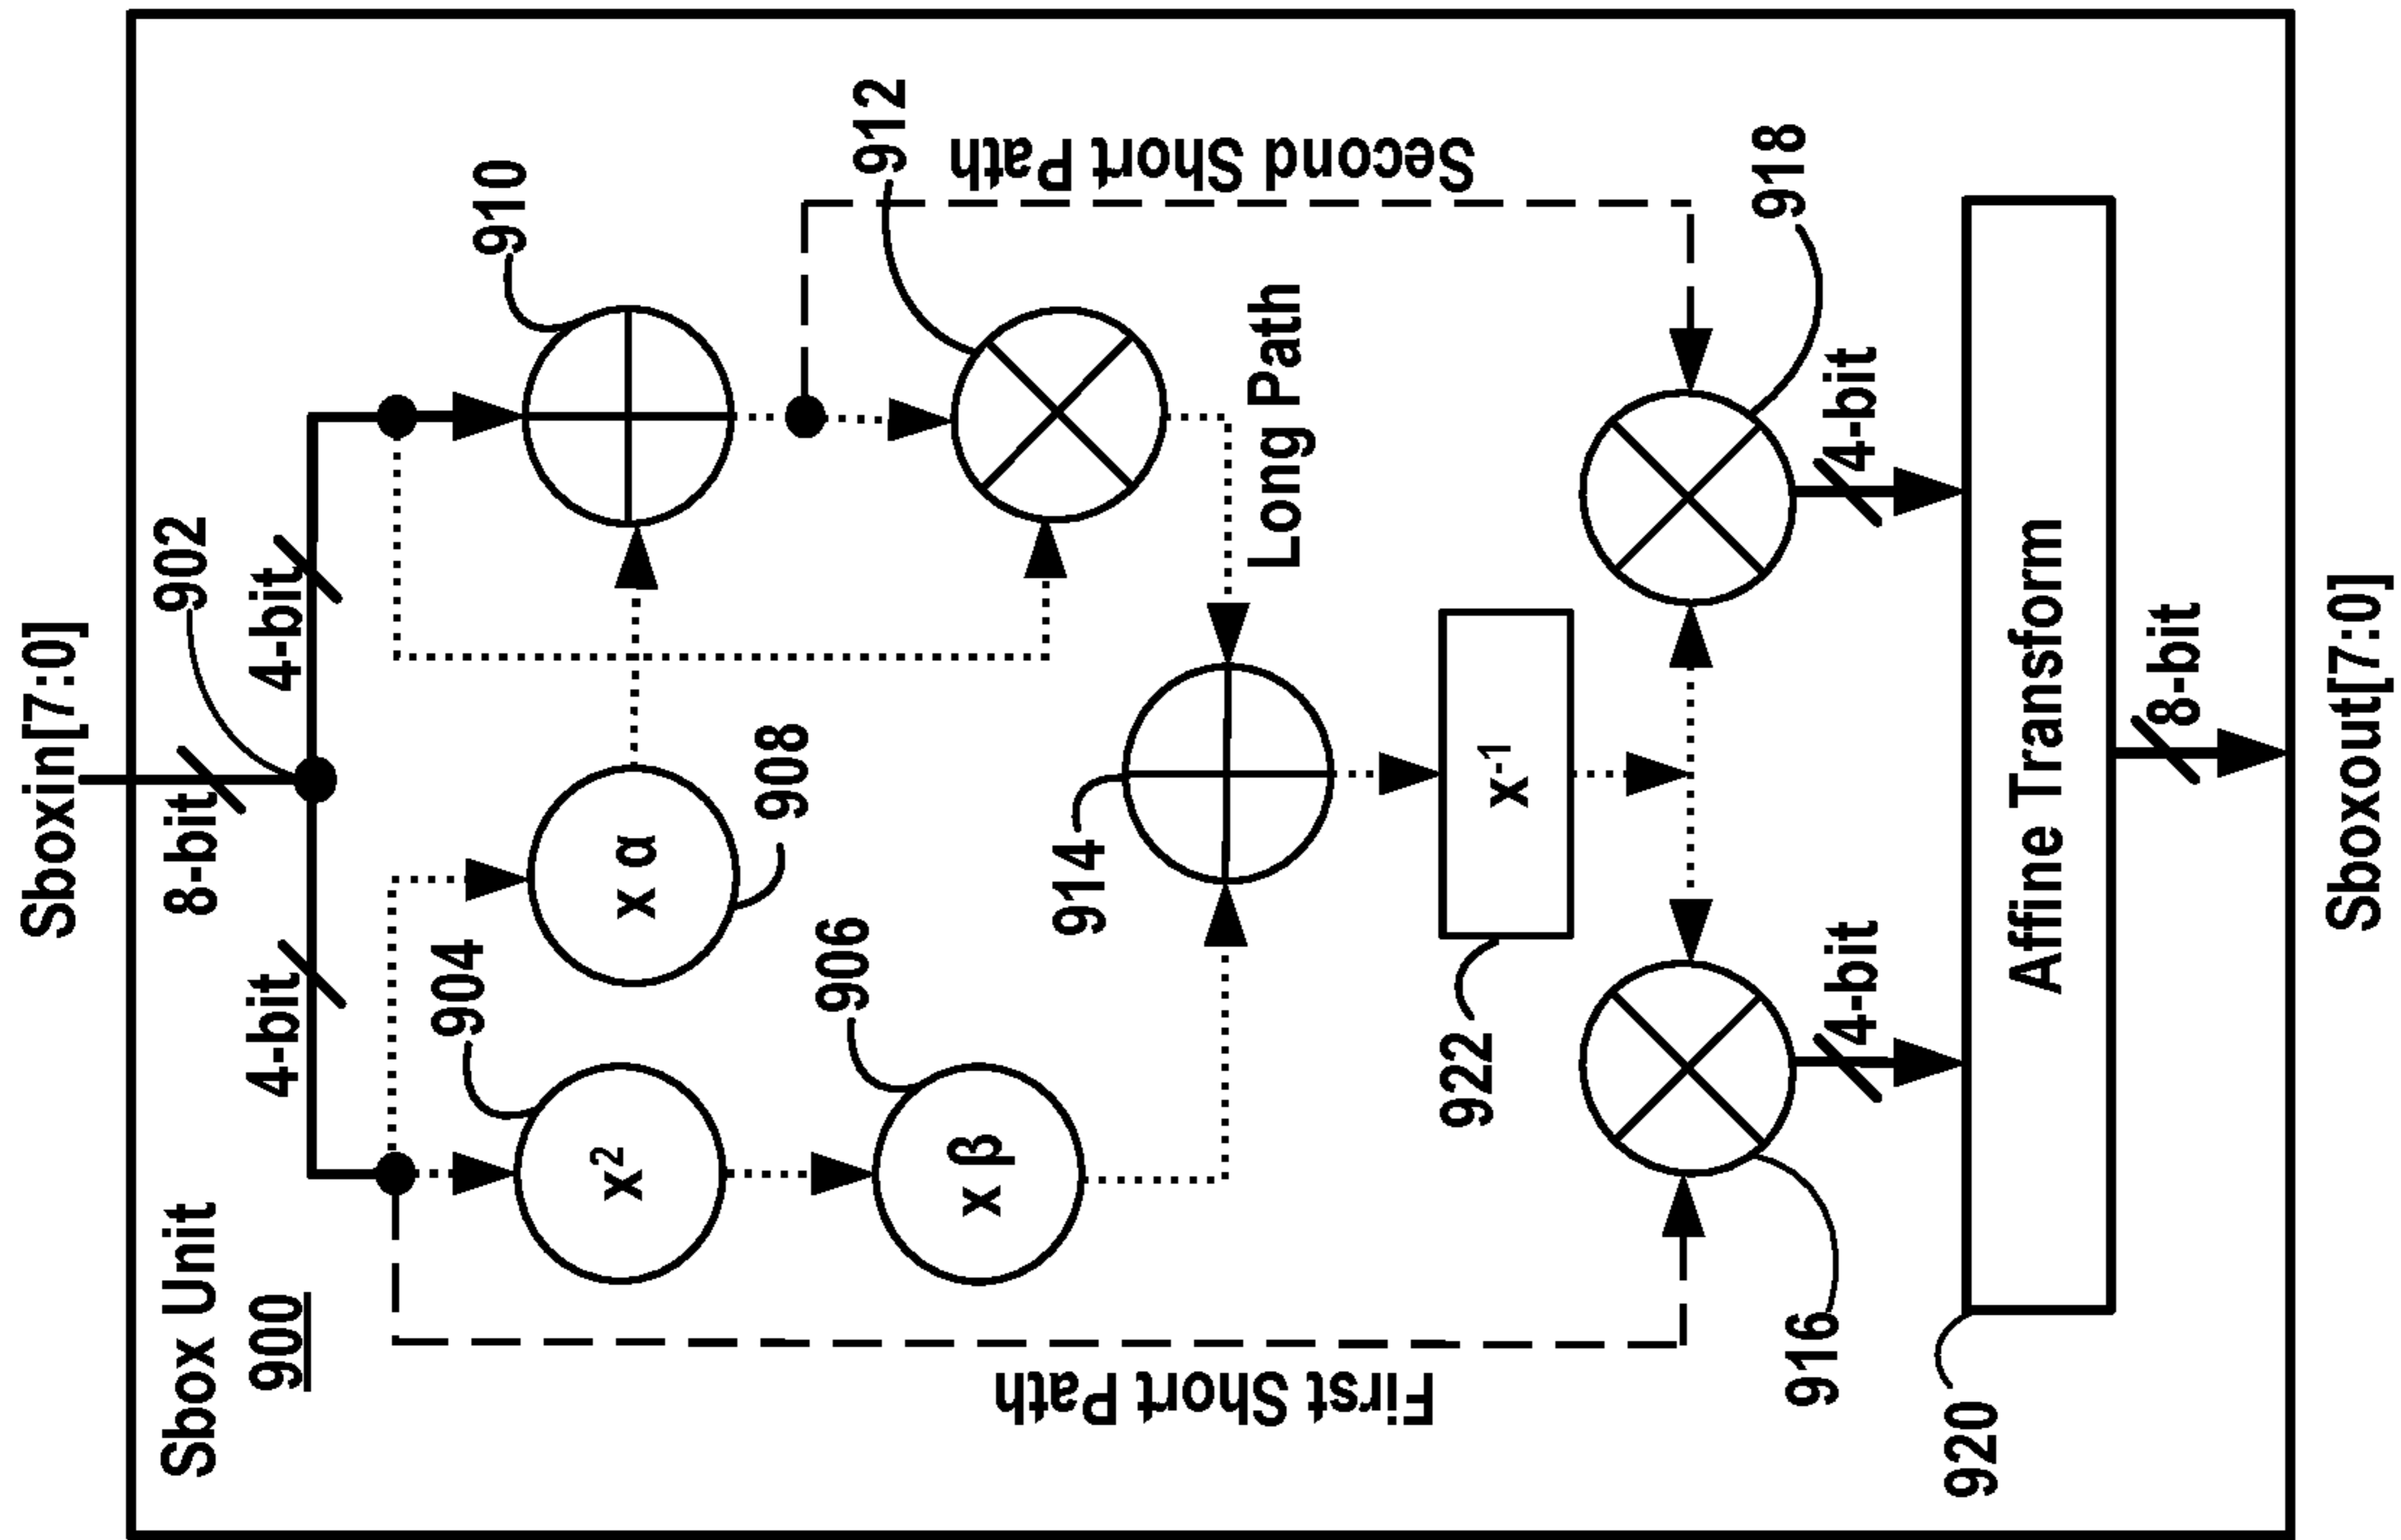 Sboxin[7:0]
Sbox Unit
900
8-bit
902
4-bit
4-bit
904
x²
906
x β
x α
908
910
912
First Short Path
Second Short Path
Long Path
914
922
x⁻¹
916
918
4-bit
4-bit
920
Affine Transform
8-bit
Sboxout[7:0]